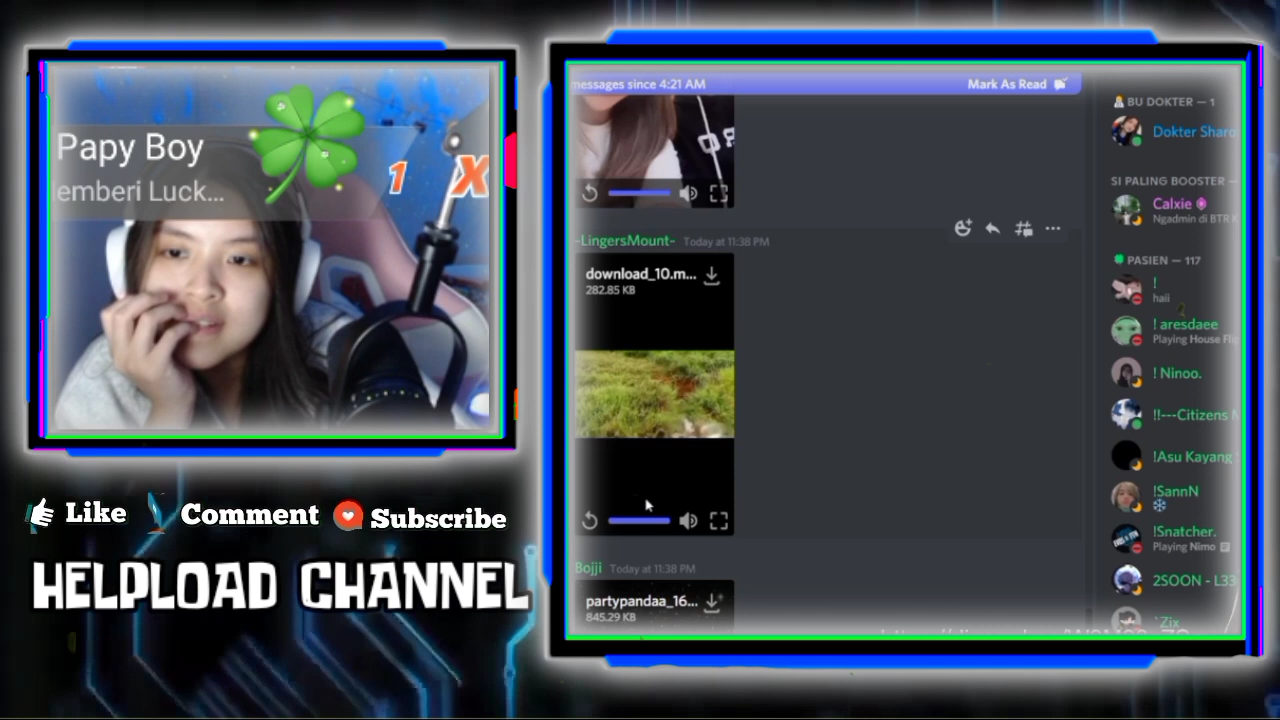 Papy Boy
emberi Luck...
1 X
Like
Comment
Subscribe
HELPLOAD CHANNEL
messages since 4:21 AM
Mark As Read
-LingersMount- Today at 11:38 PM
download_10.m...
282.85 KB
Bojji Today at 11:38 PM
partypandaa_16...
845.29 KB
BU DOKTER — 1
Dokter Sharo
SI PALING BOOSTER —
Calxie
Ngadmin di BTR
PASIEN — 117
!
haii
! aresdaee
Playing House Flip
! Ninoo.
!!---Citizens
!Asu Kayang
!SannN
!Snatcher.
Playing Nimo
2SOON - L33
`Zix